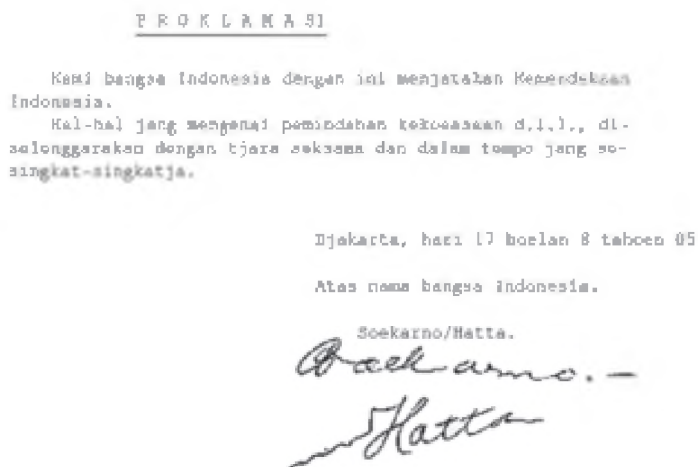 P R O K L A M A S I
Kami bangsa Indonesia dengan ini menjatakan Kemerdekaan
Indonesia.
Hal-hal jang mengenai pemindahan kekoeasaan d.l.l., di-
selenggarakan dengan tjara seksama dan dalam tempo jang se-
singkat-singkatja.
Djakarta, hari 17 boelan 8 tahoen 05
Atas nama bangsa Indonesia.
Soekarno/Hatta.
Soekarno.—
Hatta